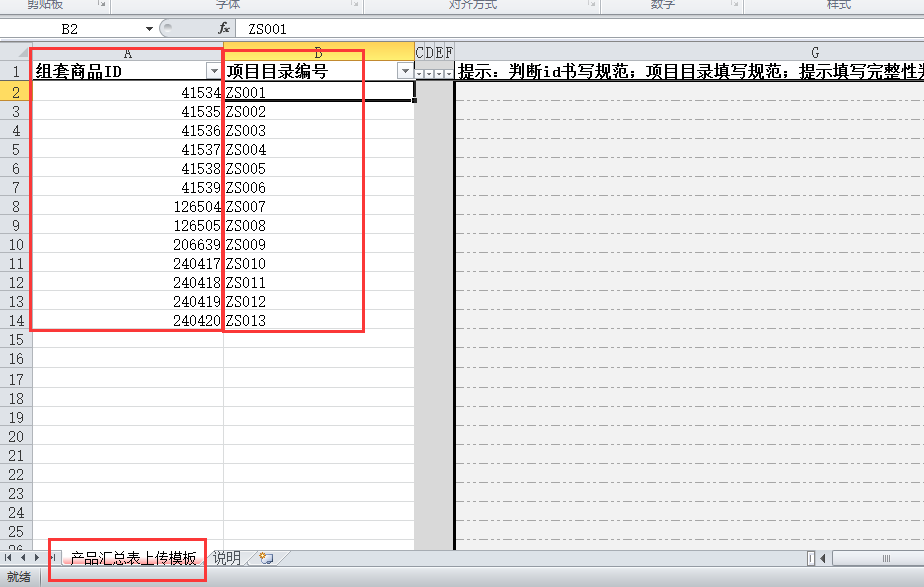 剪贴板 字体 对齐方式 数字 样式
B2 fx ZS001
A B C D E F G
1 组套商品ID 项目目录编号 提示：判断id书写规范；项目目录填写规范；提示填写完整性
2 41534 ZS001
3 41535 ZS002
4 41536 ZS003
5 41537 ZS004
6 41538 ZS005
7 41539 ZS006
8 126504 ZS007
9 126505 ZS008
10 206639 ZS009
11 240417 ZS010
12 240418 ZS011
13 240419 ZS012
14 240420 ZS013
15
16
17
18
19
20
21
22
23
24
25
26
产品汇总表上传模板 说明
就绪